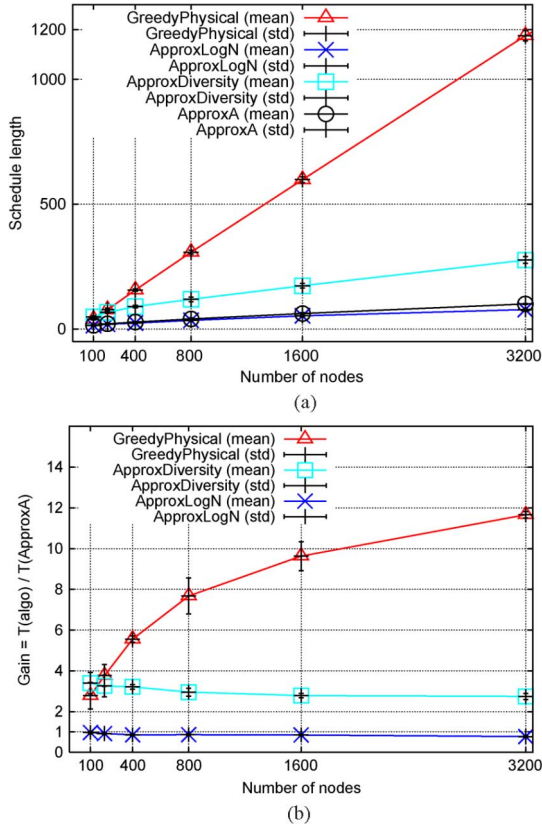 GreedyPhysical (mean)
GreedyPhysical (std)
ApproxLogN (mean)
ApproxLogN (std)
ApproxDiversity (mean)
ApproxDiversity (std)
ApproxA (mean)
ApproxA (std)
1200
1000
500
0
Schedule length
100 400 800 1600 3200
Number of nodes
(a)
GreedyPhysical (mean)
GreedyPhysical (std)
ApproxDiversity (mean)
ApproxDiversity (std)
ApproxLogN (mean)
ApproxLogN (std)
14
12
10
8
6
4
2
1
0
Gain = T(algo) / T(ApproxA)
100 400 800 1600 3200
Number of nodes
(b)